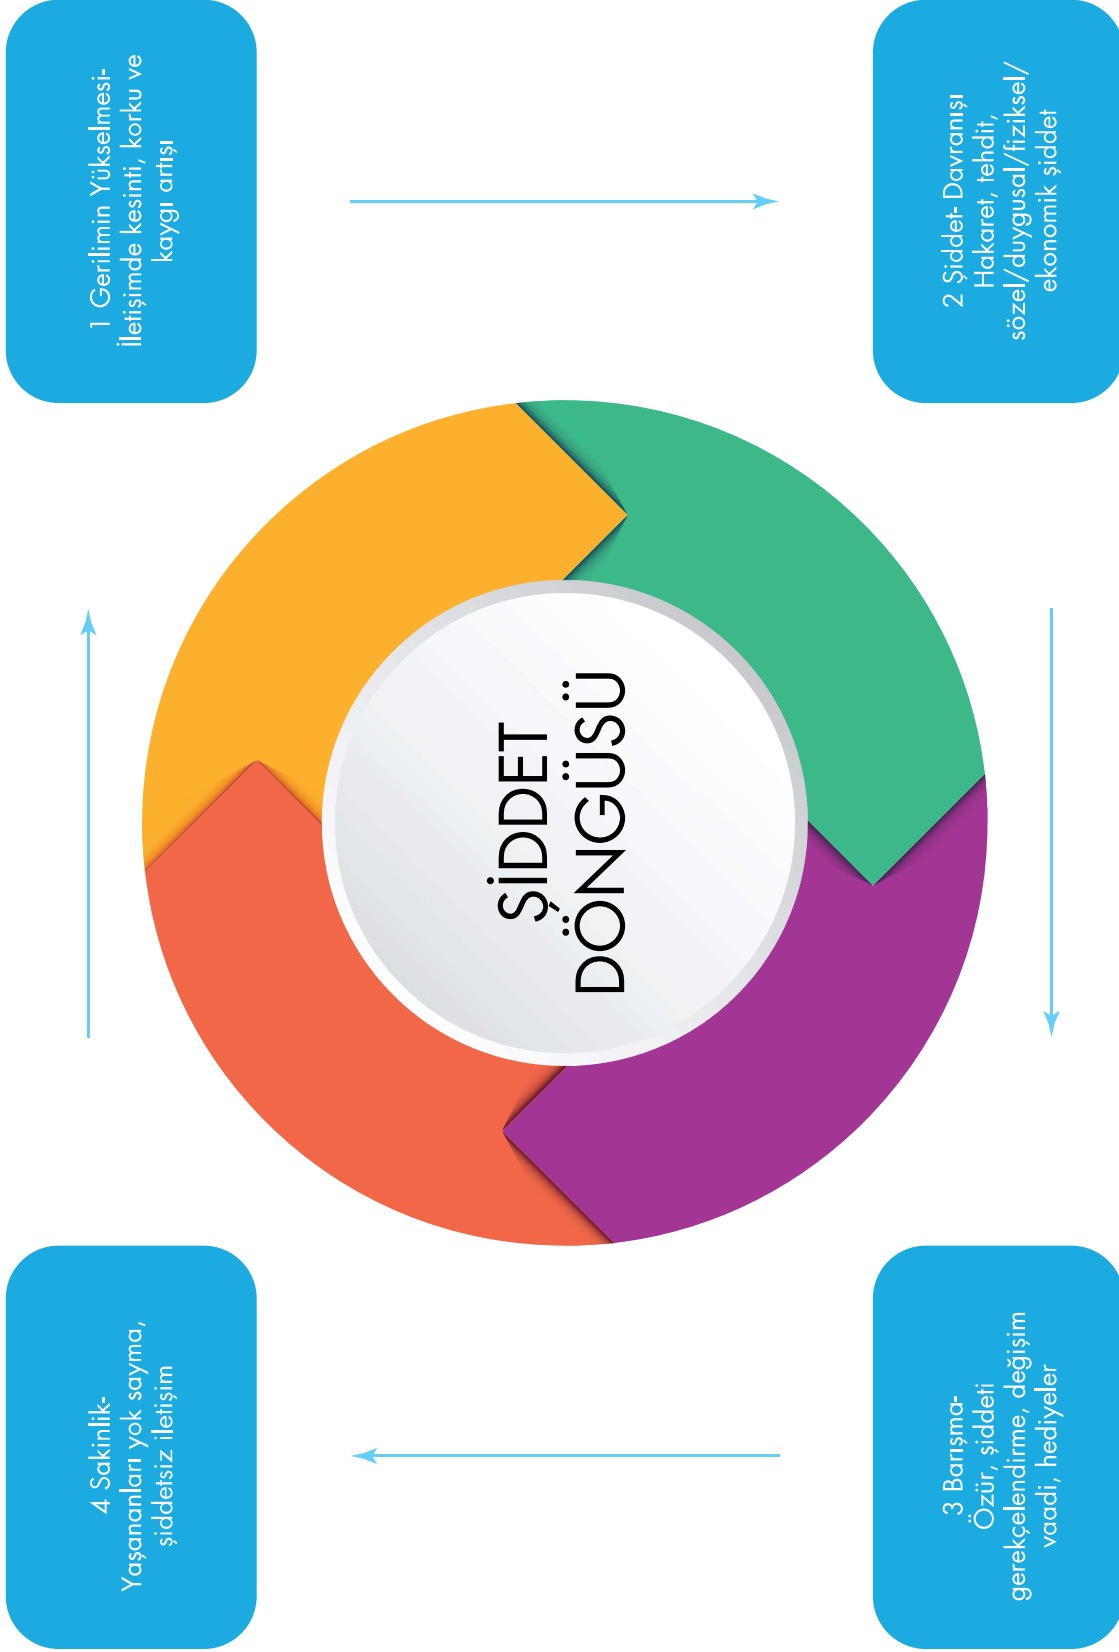 1 Gerilimin Yükselmesi-
İletişimde kesinti, korku ve
kaygı artışı
2 Şiddet- Davranışı
Hakaret, tehdit,
sözel/duygusal/fiziksel/
ekonomik şiddet
ŞİDDET
DÖNGÜSÜ
3 Barışma-
Özür, şiddeti
gerekçelendirme, değişim
vaadi, hediyeler
4 Sakinlik-
Yaşananları yok sayma,
şiddetsiz iletişim